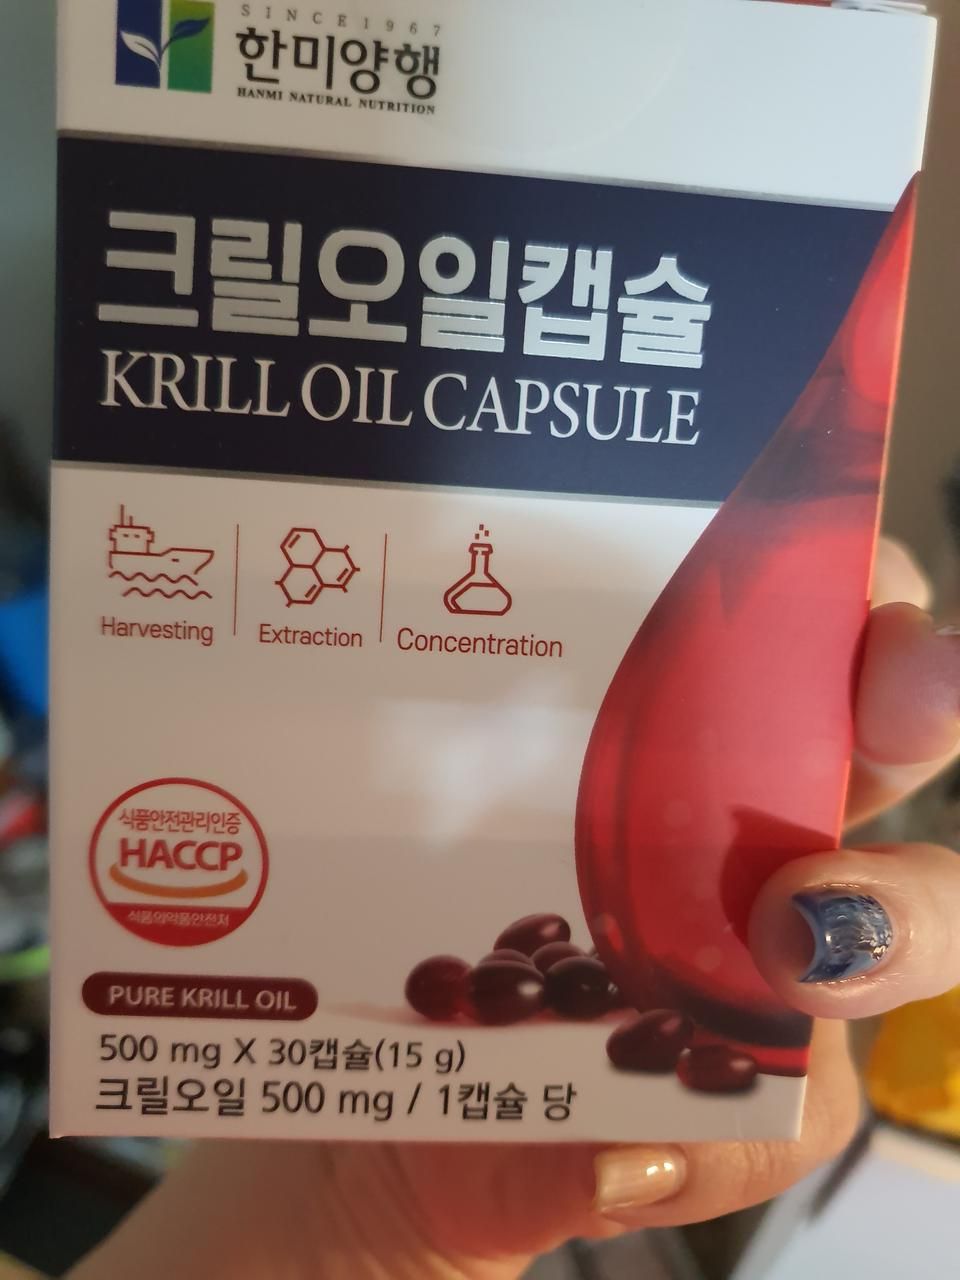 SINCE 1967
한미양행
HANMI NATURAL NUTRITION
크릴오일캡슐
KRILL OIL CAPSULE
Harvesting
Extraction
Concentration
식품안전관리인증
HACCP
식품의약품안전처
PURE KRILL OIL
500 mg X 30캡슐(15 g)
크릴오일 500 mg / 1캡슐 당